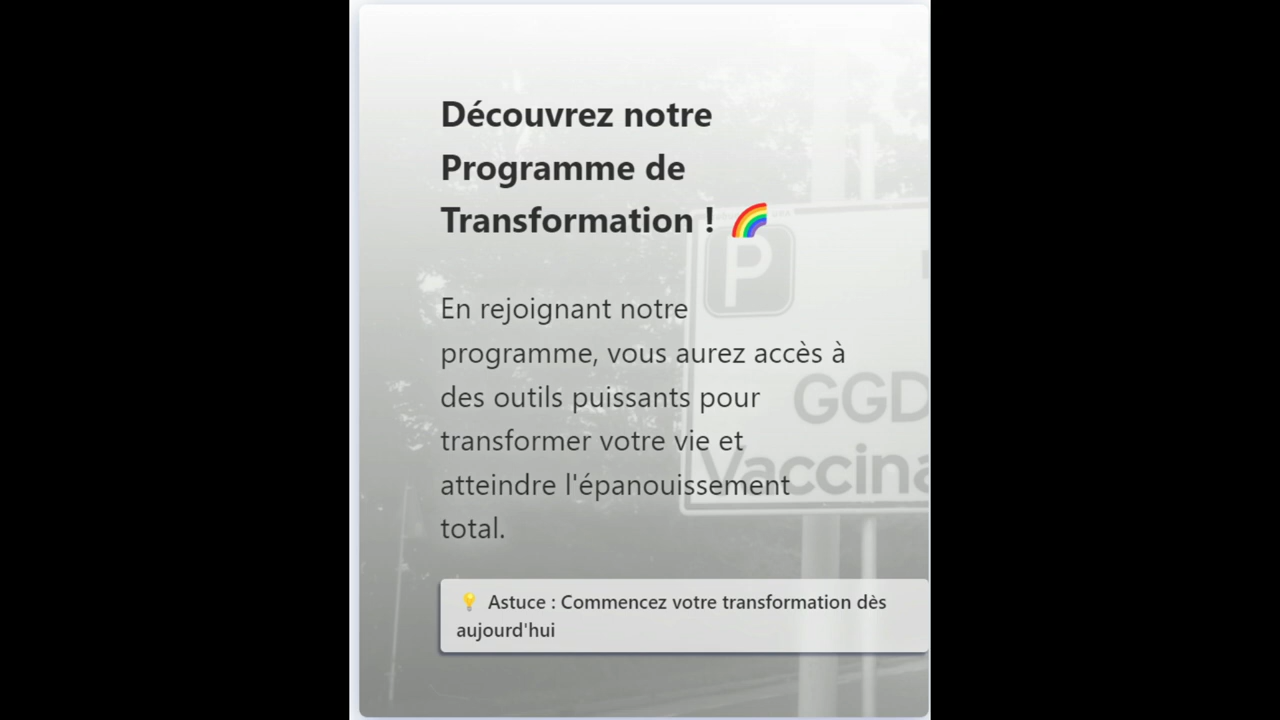 Découvrez notre
Programme de
Transformation ! 🌈
En rejoignant notre
programme, vous aurez accès à
des outils puissants pour
transformer votre vie et
atteindre l'épanouissement
total.
💡 Astuce : Commencez votre transformation dès
aujourd'hui
P
GGD